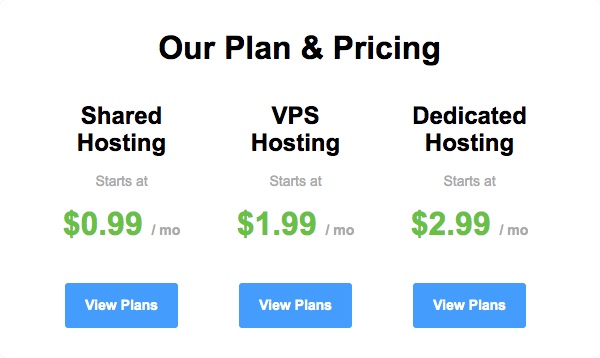 Our Plan & Pricing
Shared
Hosting
Starts at
$0.99 / mo
View Plans
VPS
Hosting
Starts at
$1.99 / mo
View Plans
Dedicated
Hosting
Starts at
$2.99 / mo
View Plans